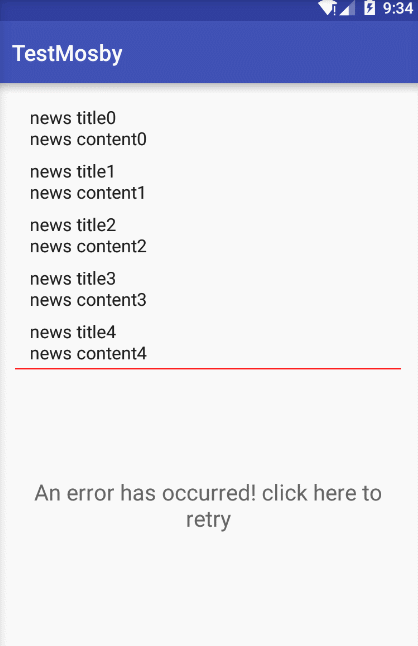 9:34
TestMosby
news title0
news content0
news title1
news content1
news title2
news content2
news title3
news content3
news title4
news content4
An error has occurred! click here to
retry